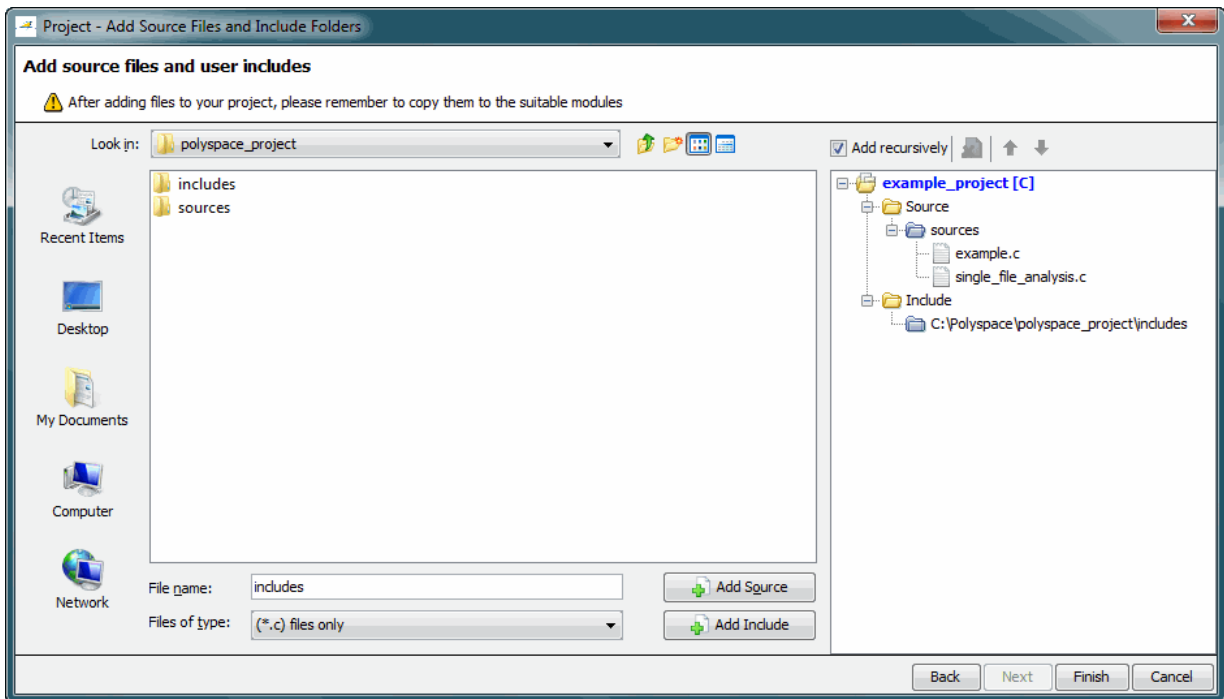 Project - Add Source Files and Include Folders
x
Add source files and user includes
After adding files to your project, please remember to copy them to the suitable modules
Look in:
polyspace_project
Add recursively
includes
sources
Recent Items
Desktop
My Documents
Computer
Network
example_project [C]
Source
sources
example.c
single_file_analysis.c
Include
C:\Polyspace\polyspace_project\includes
File name:
includes
Add Source
Files of type:
(*.c) files only
Add Include
Back
Next
Finish
Cancel